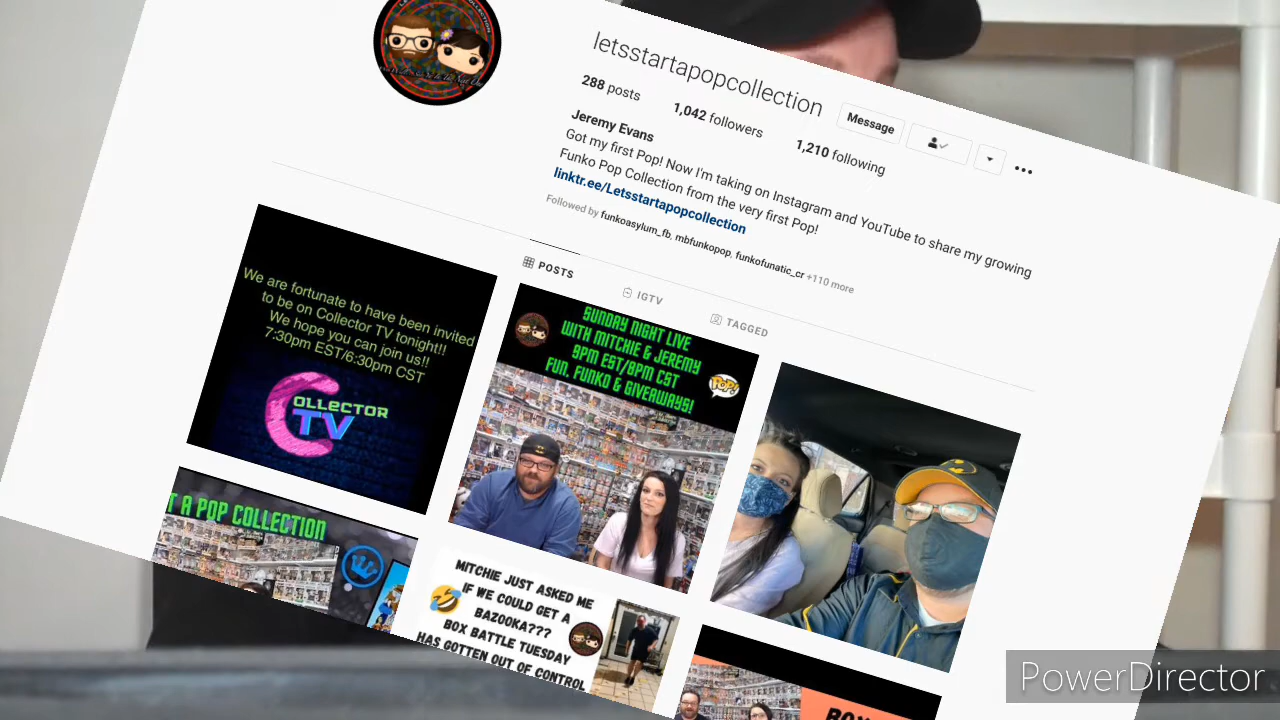 letsstartapopcollection
Message
288 posts
1,042 followers
1,210 following
Jeremy Evans
Got my first Pop! Now I'm taking on Instagram and YouTube to share my growing
Funko Pop Collection from the very first Pop!
linktr.ee/Letsstartapopcollection
Followed by funkoasylum_fb, mbfunkopop, funkofunatic_cr +110 more
POSTS
IGTV
TAGGED
We are fortunate to have been invited
to be on Collector TV tonight!!
We hope you can join us!!
7:30pm EST/6:30pm CST
COLLECTOR
TV
SUNDAY NIGHT LIVE
WITH MITCHIE & JEREMY
9PM EST/8PM CST
FUN, FUNKO & GIVEAWAYS!
POP!
T A POP COLLECTION
MITCHIE JUST ASKED ME
IF WE COULD GET A
BAZOOKA???
BOX BATTLE TUESDAY
HAS GOTTEN OUT OF CONTROL
BOX
PowerDirector